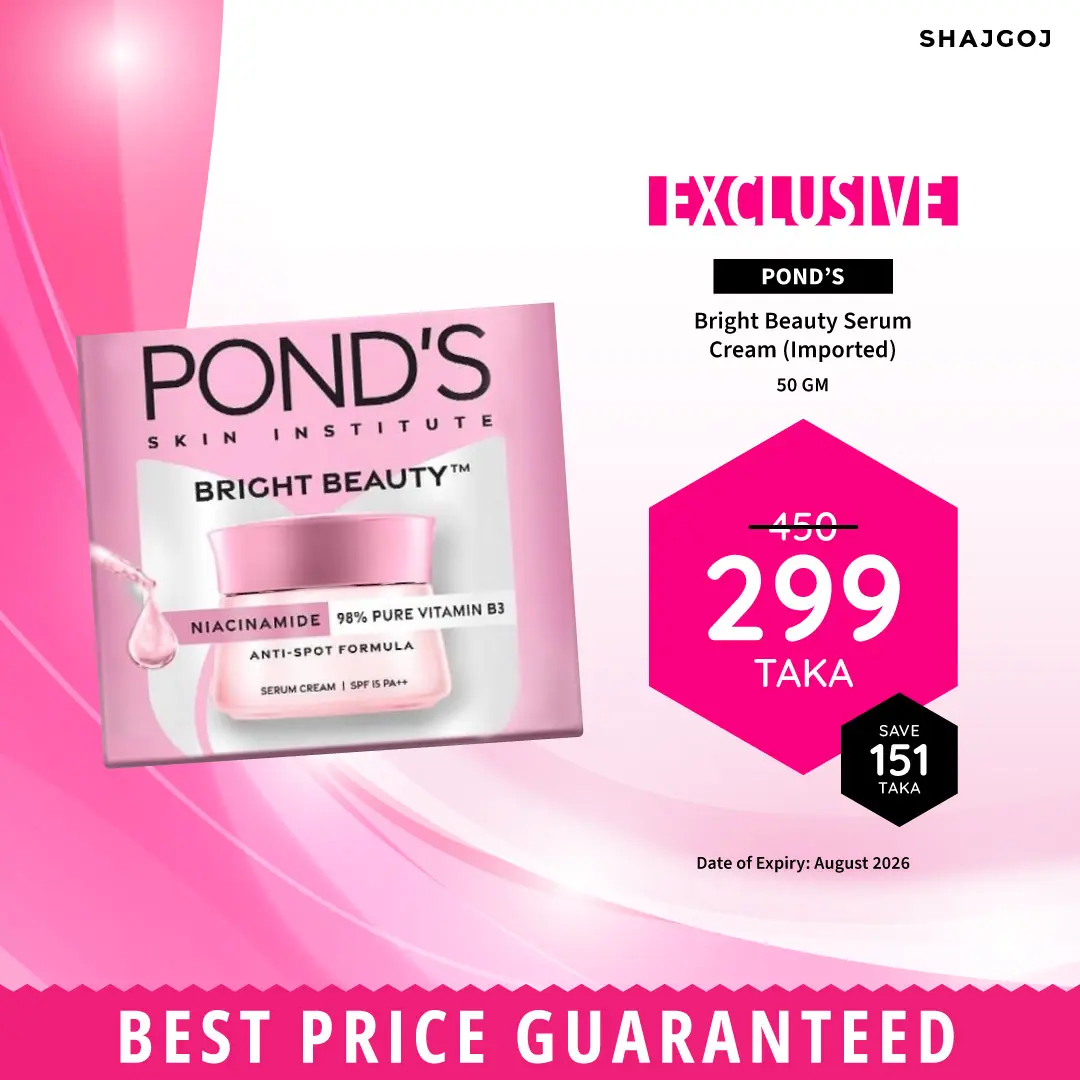 SHAJGOJ
EXCLUSIVE
POND'S
Bright Beauty Serum
Cream (Imported)
50 GM
POND'S
SKIN INSTITUTE
BRIGHT BEAUTY™
NIACINAMIDE 98% PURE VITAMIN B3
ANTI-SPOT FORMULA
SERUM CREAM | SPF 15 PA++
450
299
TAKA
SAVE
151
TAKA
Date of Expiry: August 2026
BEST PRICE GUARANTEED